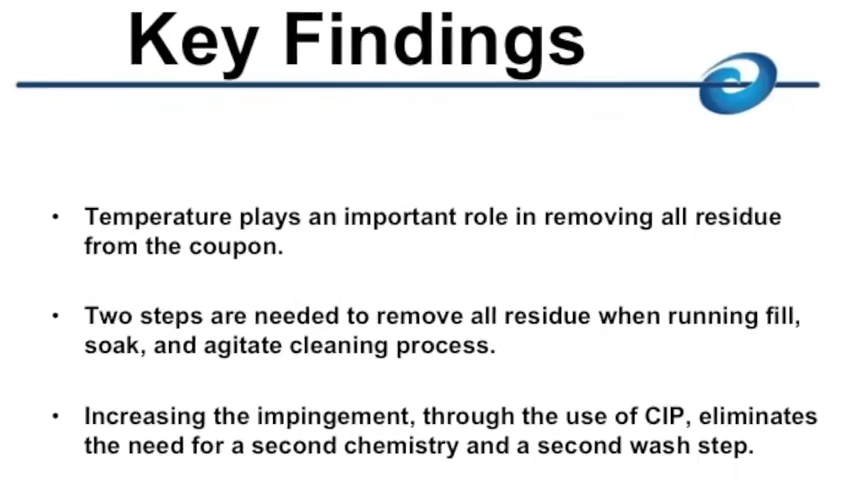 Key Findings
• Temperature plays an important role in removing all residue
from the coupon.
• Two steps are needed to remove all residue when running fill,
soak, and agitate cleaning process.
• Increasing the impingement, through the use of CIP, eliminates
the need for a second chemistry and a second wash step.